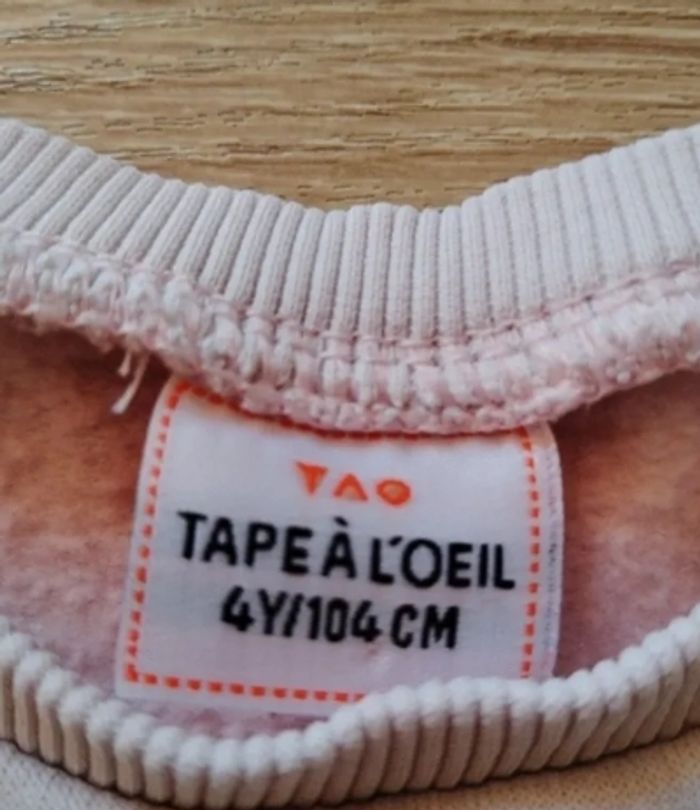 TAO
TAPE À L'OEIL
4Y/104 CM